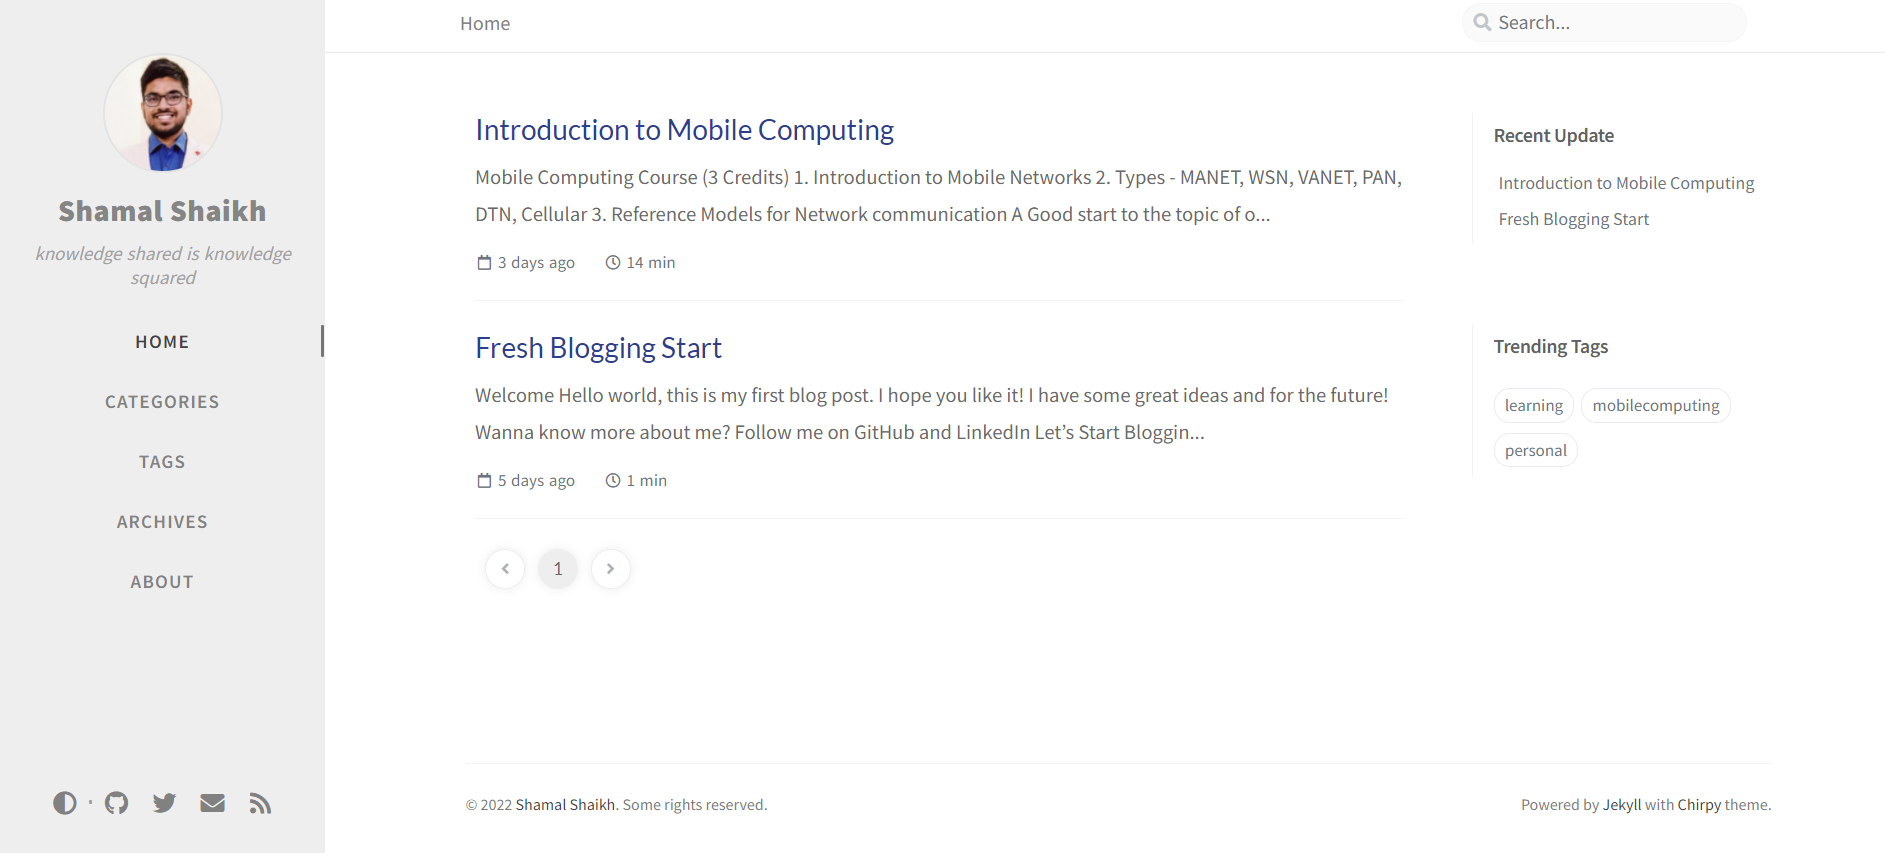 Shamal Shaikh
knowledge shared is knowledge
squared
HOME
CATEGORIES
TAGS
ARCHIVES
ABOUT
Home
Search...
Introduction to Mobile Computing
Mobile Computing Course (3 Credits) 1. Introduction to Mobile Networks 2. Types - MANET, WSN, VANET, PAN,
DTN, Cellular 3. Reference Models for Network communication A Good start to the topic of o...
3 days ago 14 min
Fresh Blogging Start
Welcome Hello world, this is my first blog post. I hope you like it! I have some great ideas and for the future!
Wanna know more about me? Follow me on GitHub and LinkedIn Let’s Start Bloggin...
5 days ago 1 min
1
Recent Update
Introduction to Mobile Computing
Fresh Blogging Start
Trending Tags
learning mobilecomputing
personal
© 2022 Shamal Shaikh. Some rights reserved.
Powered by Jekyll with Chirpy theme.